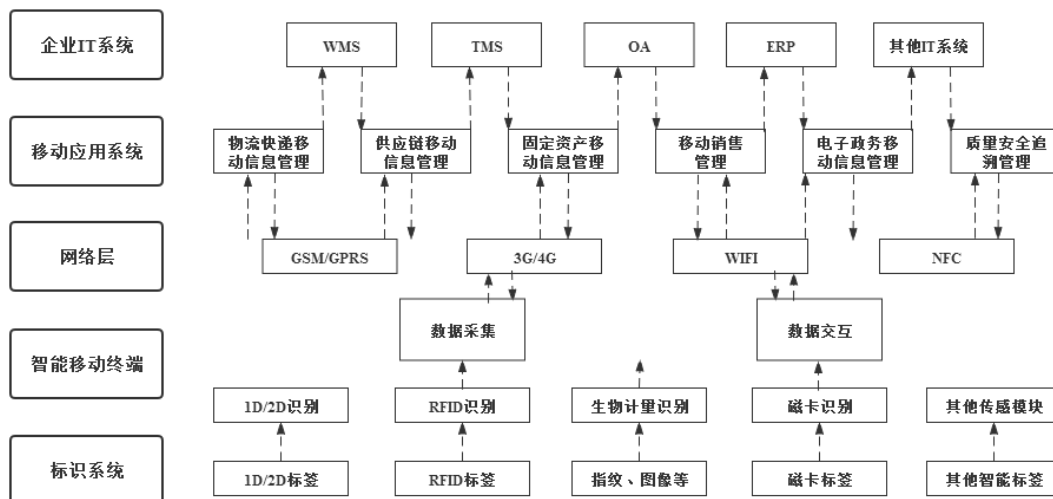 企业IT系统
WMS
TMS
OA
ERP
其他IT系统
移动应用系统
物流快递移
动信息管理
供应链移动
信息管理
固定资产移
动信息管理
移动销售
管理
电子政务移
动信息管理
质量安全追
溯管理
网络层
GSM/GPRS
3G/4G
WIFI
NFC
智能移动终端
数据采集
数据交互
1D/2D识别
RFID识别
生物计量识别
磁卡识别
其他传感模块
标识系统
1D/2D标签
RFID标签
指纹、图像等
磁卡标签
其他智能标签